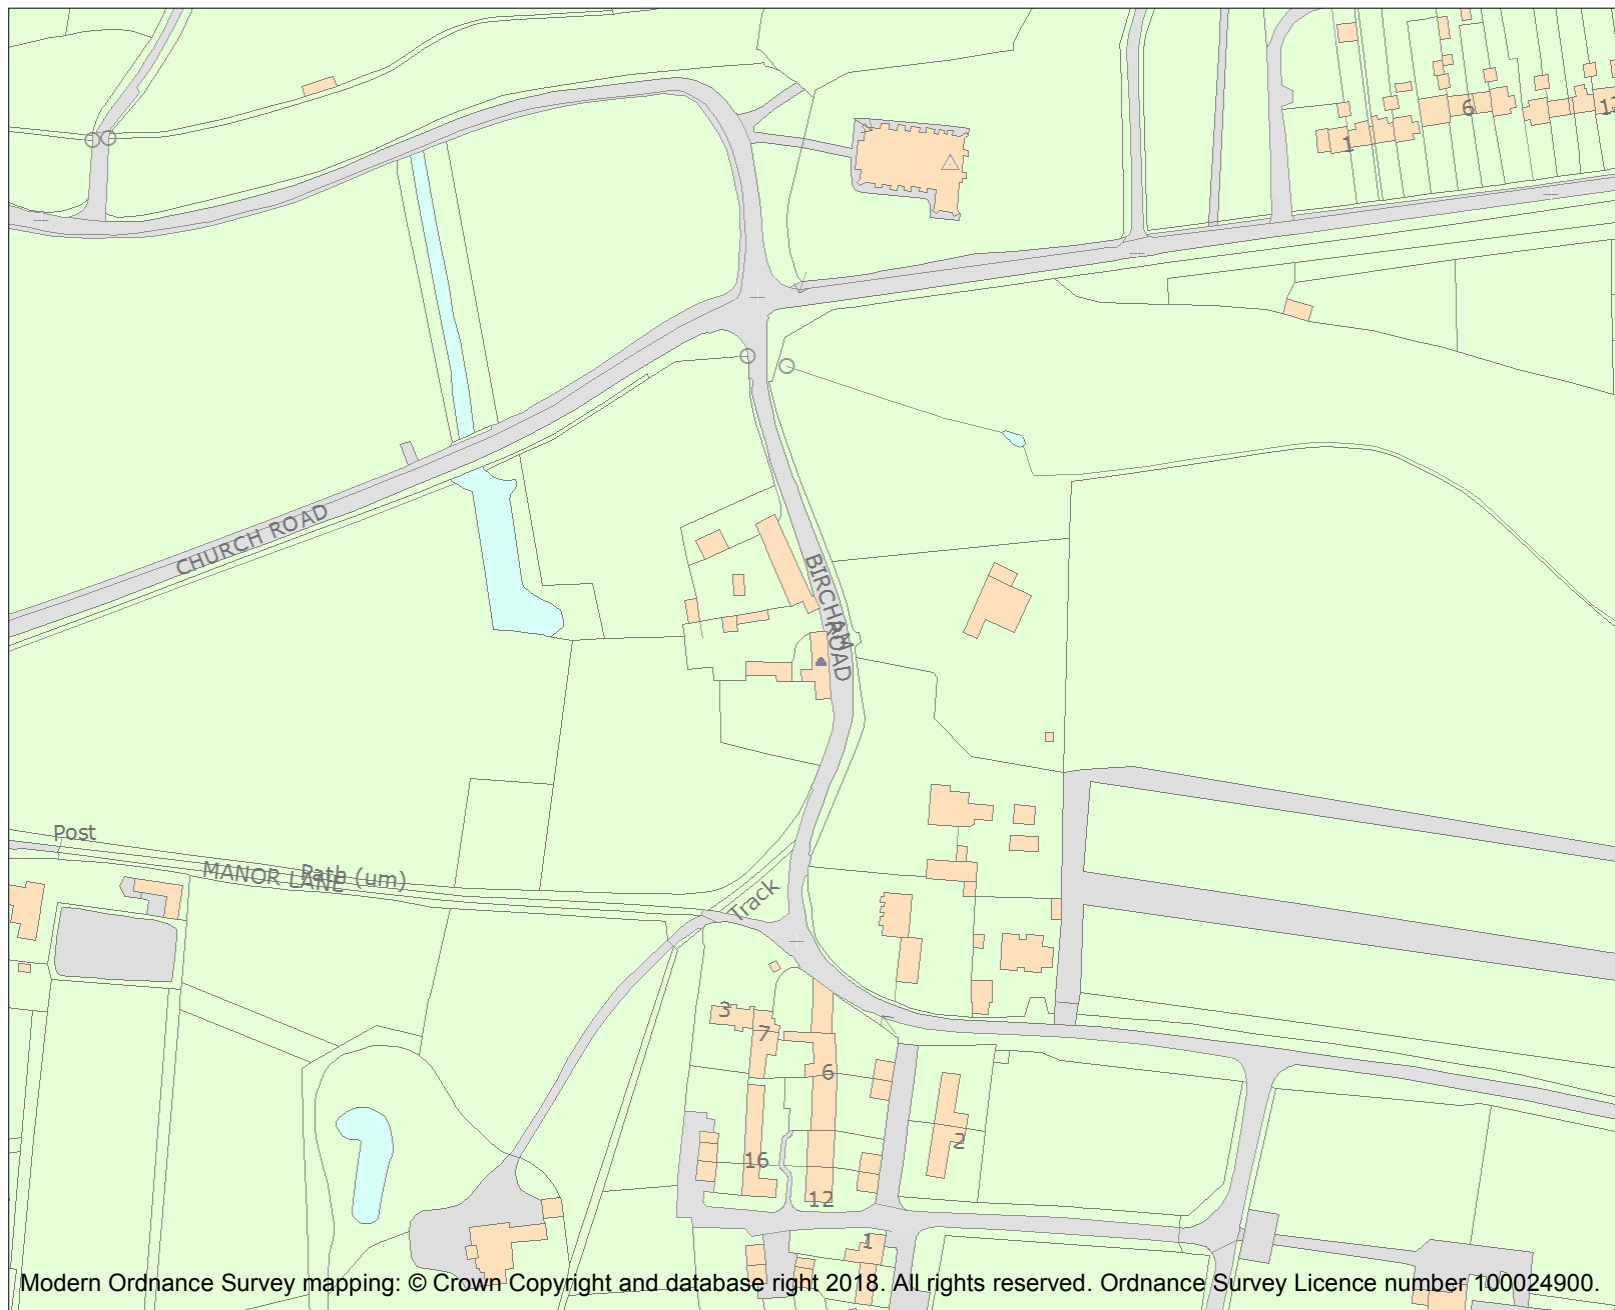 6
1
CHURCH ROAD
BIRCHAM
ROAD
Post
MANOR LANE
Path (um)
Track
3
7
6
2
16
12
1
Modern Ordnance Survey mapping: © Crown Copyright and database right 2018. All rights reserved. Ordnance Survey Licence number 100024900.